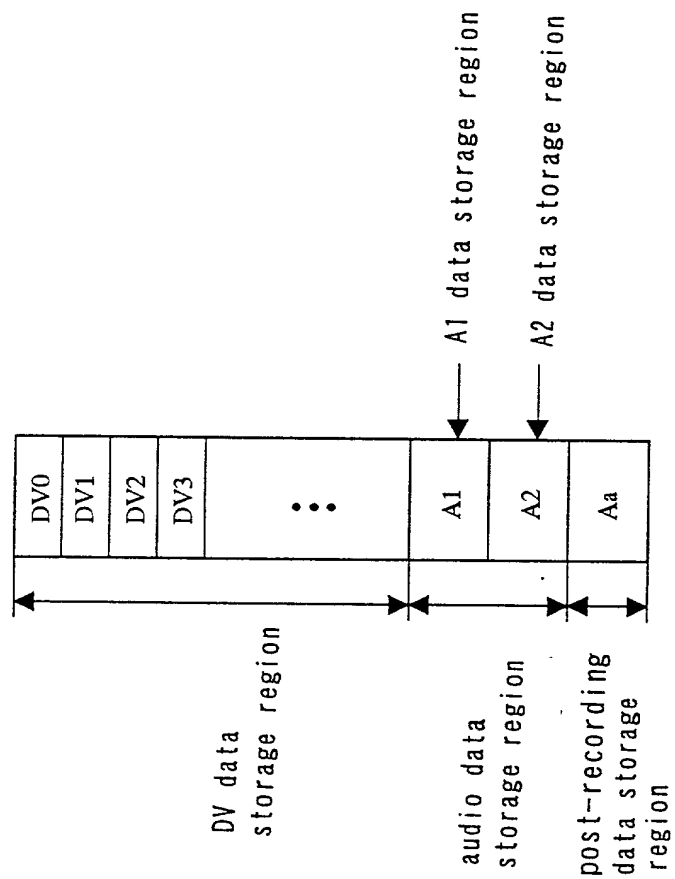 DV0
DV1
DV2
DV3
•••
A1
A2
Aa
DV data
storage region
audio data
storage region
post-recording
data storage
region
A1 data storage region
A2 data storage region